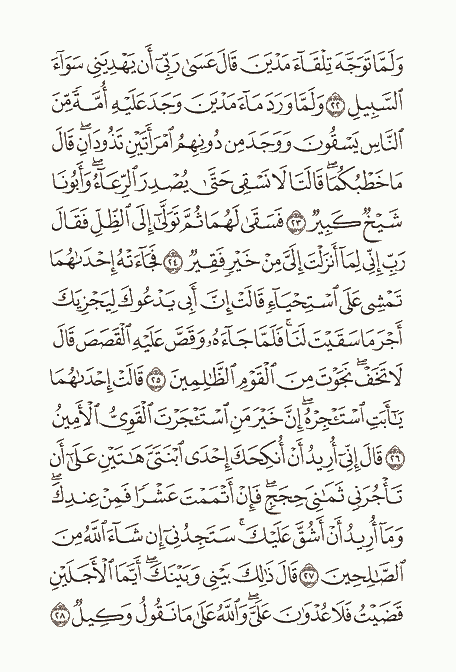 وَلَمَّا تَوَجَّهَ تِلْقَآءَ مَدْيَنَ قَالَ عَسَىٰ رَبِّىٓ أَن يَهْدِيَنِى سَوَآءَ
ٱلسَّبِيلِ ٢٢ وَلَمَّا وَرَدَ مَآءَ مَدْيَنَ وَجَدَ عَلَيْهِ أُمَّةً مِّنَ
ٱلنَّاسِ يَسْقُونَ وَوَجَدَ مِن دُونِهِمُ ٱمْرَأَتَيْنِ تَذُودَانِۖ قَالَ
مَا خَطْبُكُمَاۖ قَالَتَا لَا نَسْقِى حَتَّىٰ يُصْدِرَ ٱلرِّعَآءُۖ وَأَبُونَا
شَيْخٌ كَبِيرٌ ٢٣ فَسَقَىٰ لَهُمَا ثُمَّ تَوَلَّىٰٓ إِلَى ٱلظِّلِّ فَقَالَ
رَبِّ إِنِّى لِمَآ أَنزَلْتَ إِلَىَّ مِنْ خَيْرٍ فَقِيرٌ ٢٤ فَجَآءَتْهُ إِحْدَىٰهُمَا
تَمْشِى عَلَى ٱسْتِحْيَآءٍ قَالَتْ إِنَّ أَبِى يَدْعُوكَ لِيَجْزِيَكَ
أَجْرَ مَا سَقَيْتَ لَنَاۚ فَلَمَّا جَآءَهُۥ وَقَصَّ عَلَيْهِ ٱلْقَصَصَ قَالَ
لَا تَخَفْۖ نَجَوْتَ مِنَ ٱلْقَوْمِ ٱلظَّٰلِمِينَ ٢٥ قَالَتْ إِحْدَىٰهُمَا
يَٰٓأَبَتِ ٱسْتَـْٔجِرْهُۖ إِنَّ خَيْرَ مَنِ ٱسْتَـْٔجَرْتَ ٱلْقَوِىُّ ٱلْأَمِينُ
٢٦ قَالَ إِنِّىٓ أُرِيدُ أَنْ أُنكِحَكَ إِحْدَى ٱبْنَتَىَّ هَٰتَيْنِ عَلَىٰٓ أَن
تَأْجُرَنِى ثَمَٰنِىَ حِجَجٍۖ فَإِنْ أَتْمَمْتَ عَشْرًا فَمِنْ عِندِكَۖ
وَمَآ أُرِيدُ أَنْ أَشُقَّ عَلَيْكَۚ سَتَجِدُنِىٓ إِن شَآءَ ٱللَّهُ مِنَ
ٱلصَّٰلِحِينَ ٢٧ قَالَ ذَٰلِكَ بَيْنِى وَبَيْنَكَۖ أَيَّمَا ٱلْأَجَلَيْنِ
قَضَيْتُ فَلَا عُدْوَٰنَ عَلَىَّۖ وَٱللَّهُ عَلَىٰ مَا نَقُولُ وَكِيلٌ ٢٨